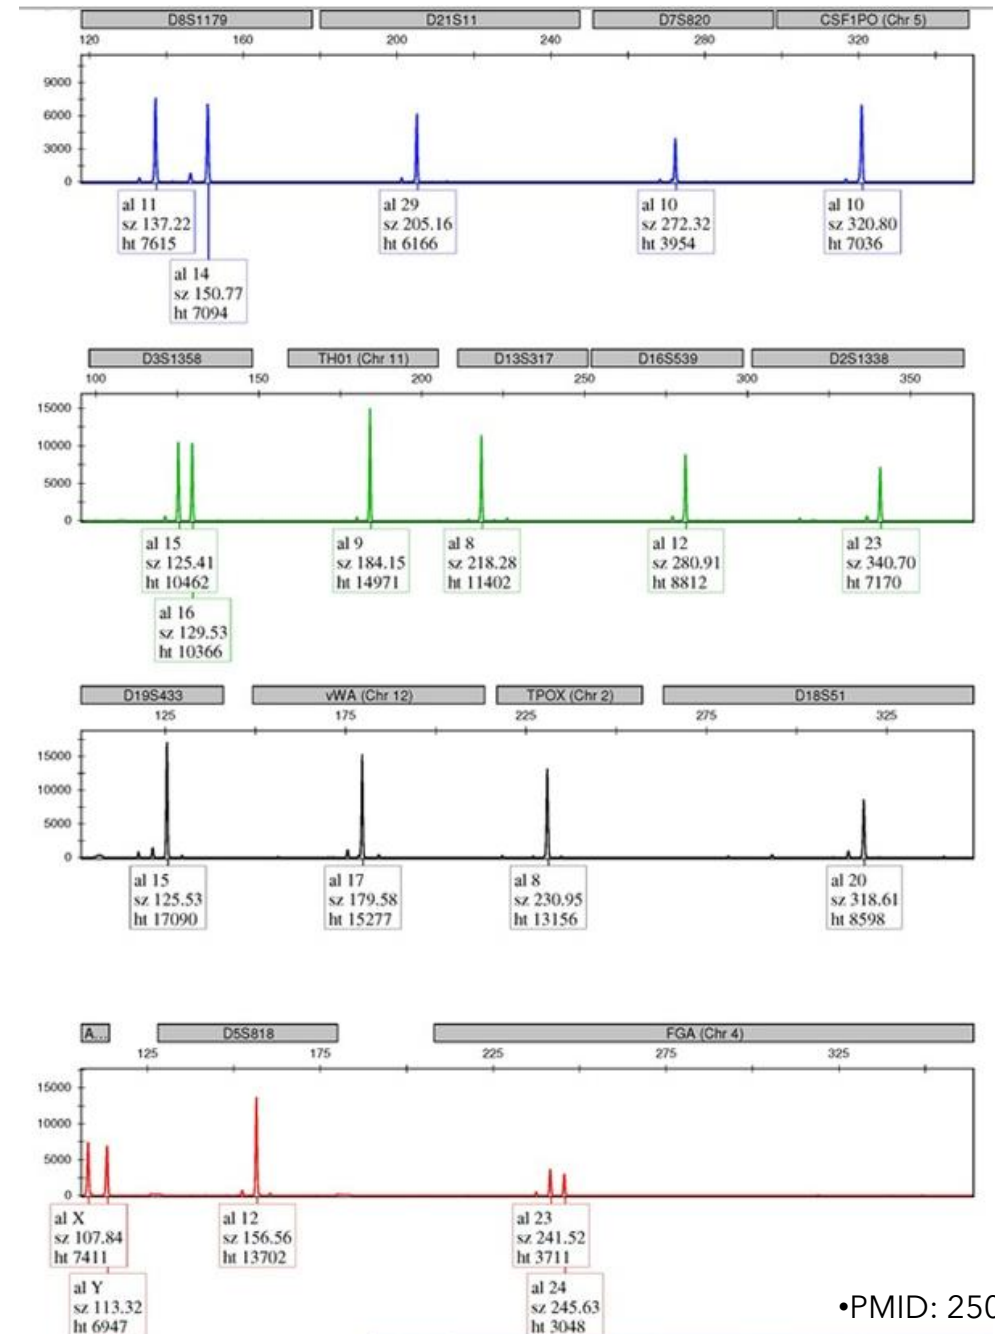 D8S1179 D21S11 D7S820 CSF1PO (Chr 5)
120 160 200 240 280 320
9000
6000
3000
0
al 11
sz 137.22
ht 7615
al 29
sz 205.16
ht 6166
al 10
sz 272.32
ht 3954
al 10
sz 320.80
ht 7036
al 14
sz 150.77
ht 7094
D3S1358 TH01 (Chr 11) D13S317 D16S539 D2S1338
100 150 200 250 300 350
15000
10000
5000
0
al 15
sz 125.41
ht 10462
al 9
sz 184.15
ht 14971
al 8
sz 218.28
ht 11402
al 12
sz 280.91
ht 8812
al 23
sz 340.70
ht 7170
al 16
sz 129.53
ht 10366
D19S433 vWA (Chr 12) TPOX (Chr 2) D18S51
125 175 225 275 325
15000
10000
5000
0
al 15
sz 125.53
ht 17090
al 17
sz 179.58
ht 15277
al 8
sz 230.95
ht 13156
al 20
sz 318.61
ht 8598
A... D5S818 FGA (Chr 4)
125 175 225 275 325
15000
10000
5000
0
al X
sz 107.84
ht 7411
al 12
sz 156.56
ht 13702
al 23
sz 241.52
ht 3711
al Y
sz 113.32
ht 6947
al 24
sz 245.63
ht 3048
•PMID: 250